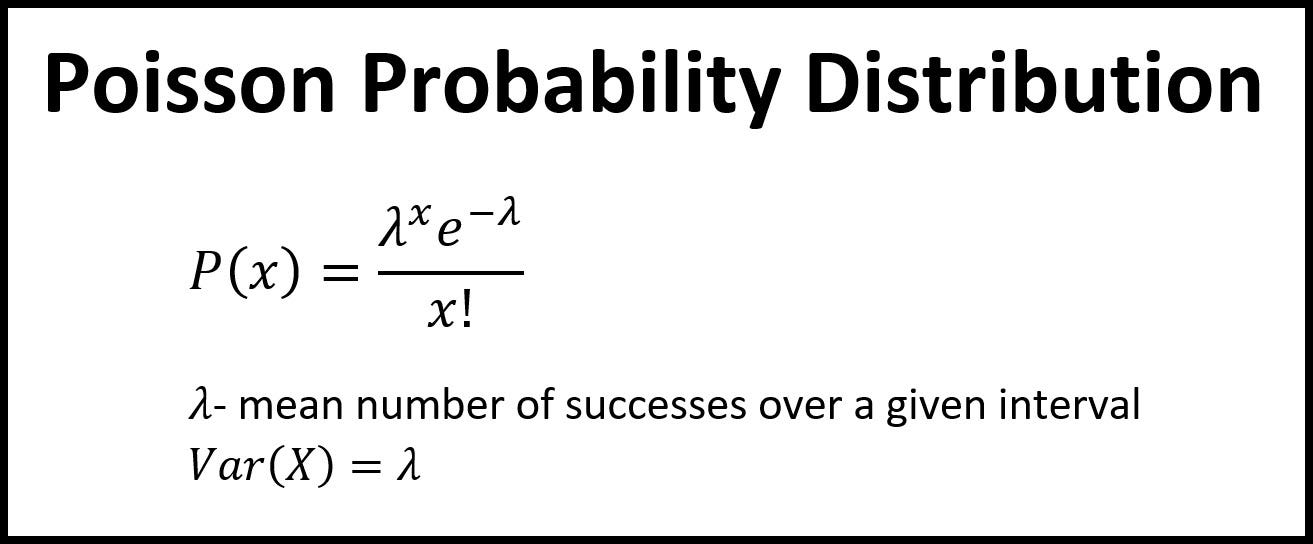 Poisson Probability Distribution
𝑃(𝑥) = 𝜆^𝑥 𝑒^−𝜆 / 𝑥!
𝜆- mean number of successes over a given interval
𝑉𝑎𝑟(𝑋) = 𝜆